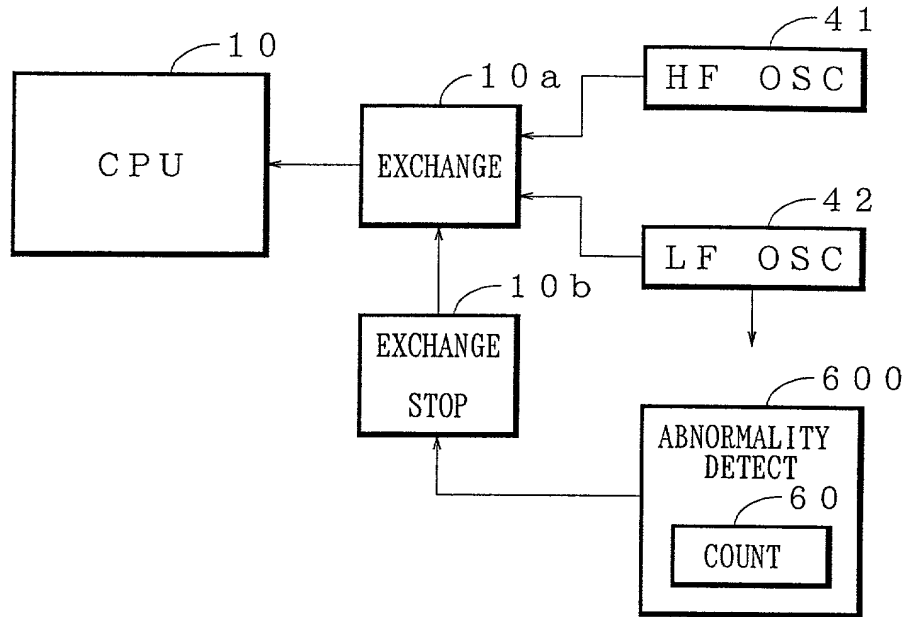 10
CPU
10a
EXCHANGE
41
HF OSC
42
LF OSC
10b
EXCHANGE
STOP
600
ABNORMALITY
DETECT
60
COUNT